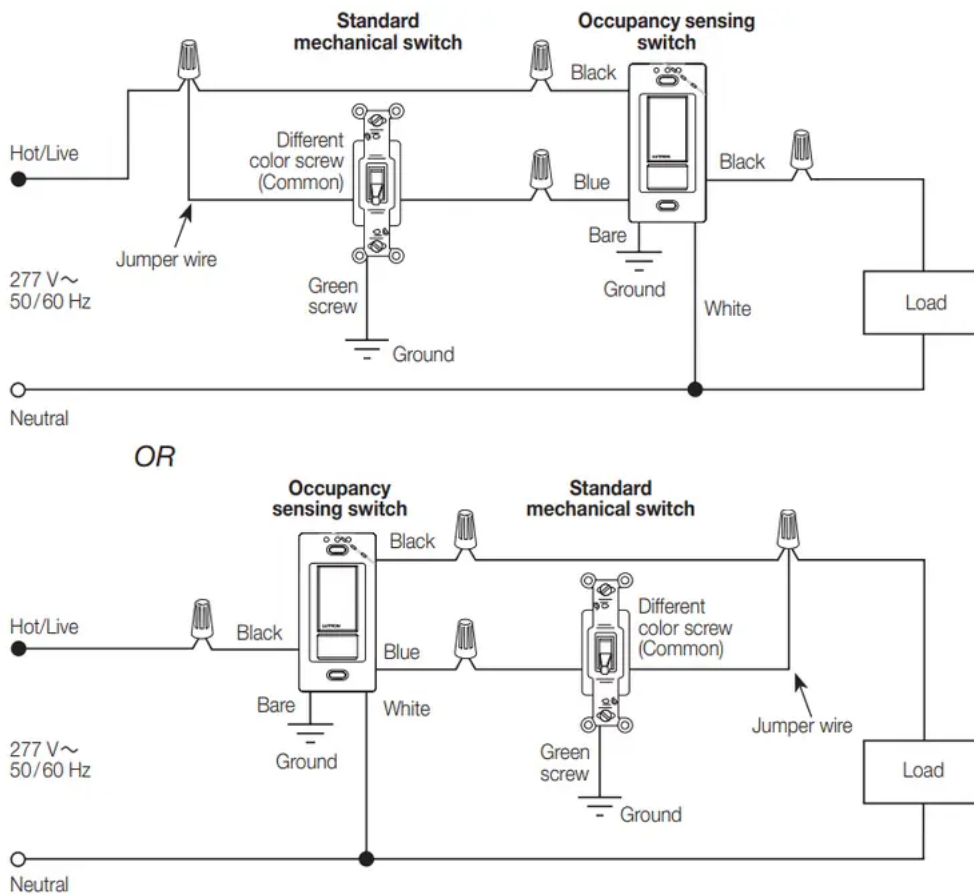 Standard
mechanical switch
Occupancy sensing
switch
Black
Hot/Live
Different
color screw
(Common)
Black
Blue
LUTRON
Jumper wire
Bare
Ground
277 V~
50/60 Hz
Green
screw
White
Load
Ground
Neutral
OR
Occupancy
sensing switch
Standard
mechanical switch
Black
Hot/Live
Black
LUTRON
Blue
Different
color screw
(Common)
Bare
White
Jumper wire
Ground
277 V~
50/60 Hz
Green
screw
Load
Ground
Neutral